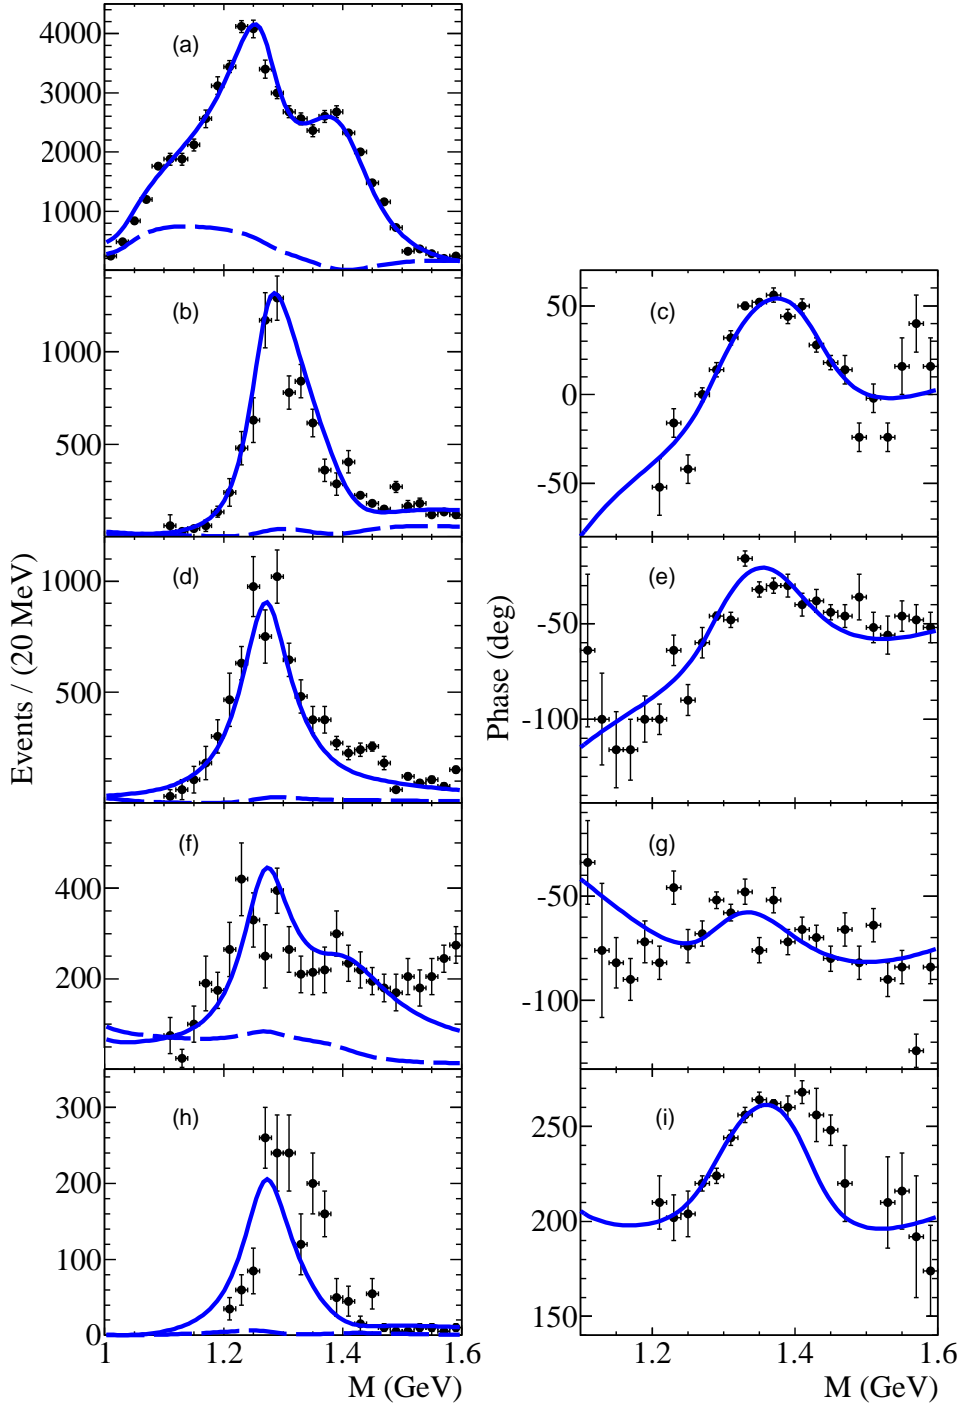 (a)
4000
3000
2000
1000
(b)
1000
500
(c)
50
0
-50
(d)
1000
500
(e)
-50
-100
(f)
400
200
(g)
-50
-100
(h)
300
200
100
0
(i)
250
200
150
1 1.2 1.4 1.6
1.2 1.4 1.6
M (GeV)
M (GeV)
Events / (20 MeV)
Phase (deg)